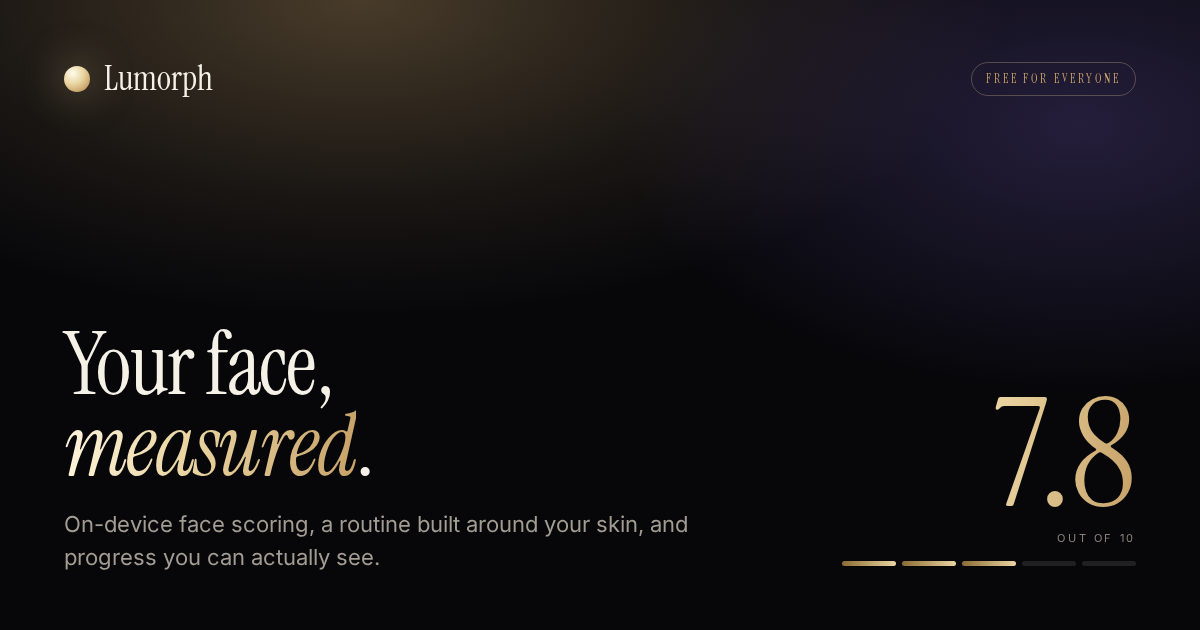 Lumorph
FREE FOR EVERYONE
Your face,
measured.
On-device face scoring, a routine built around your skin, and
progress you can actually see.
7.8
OUT OF 10